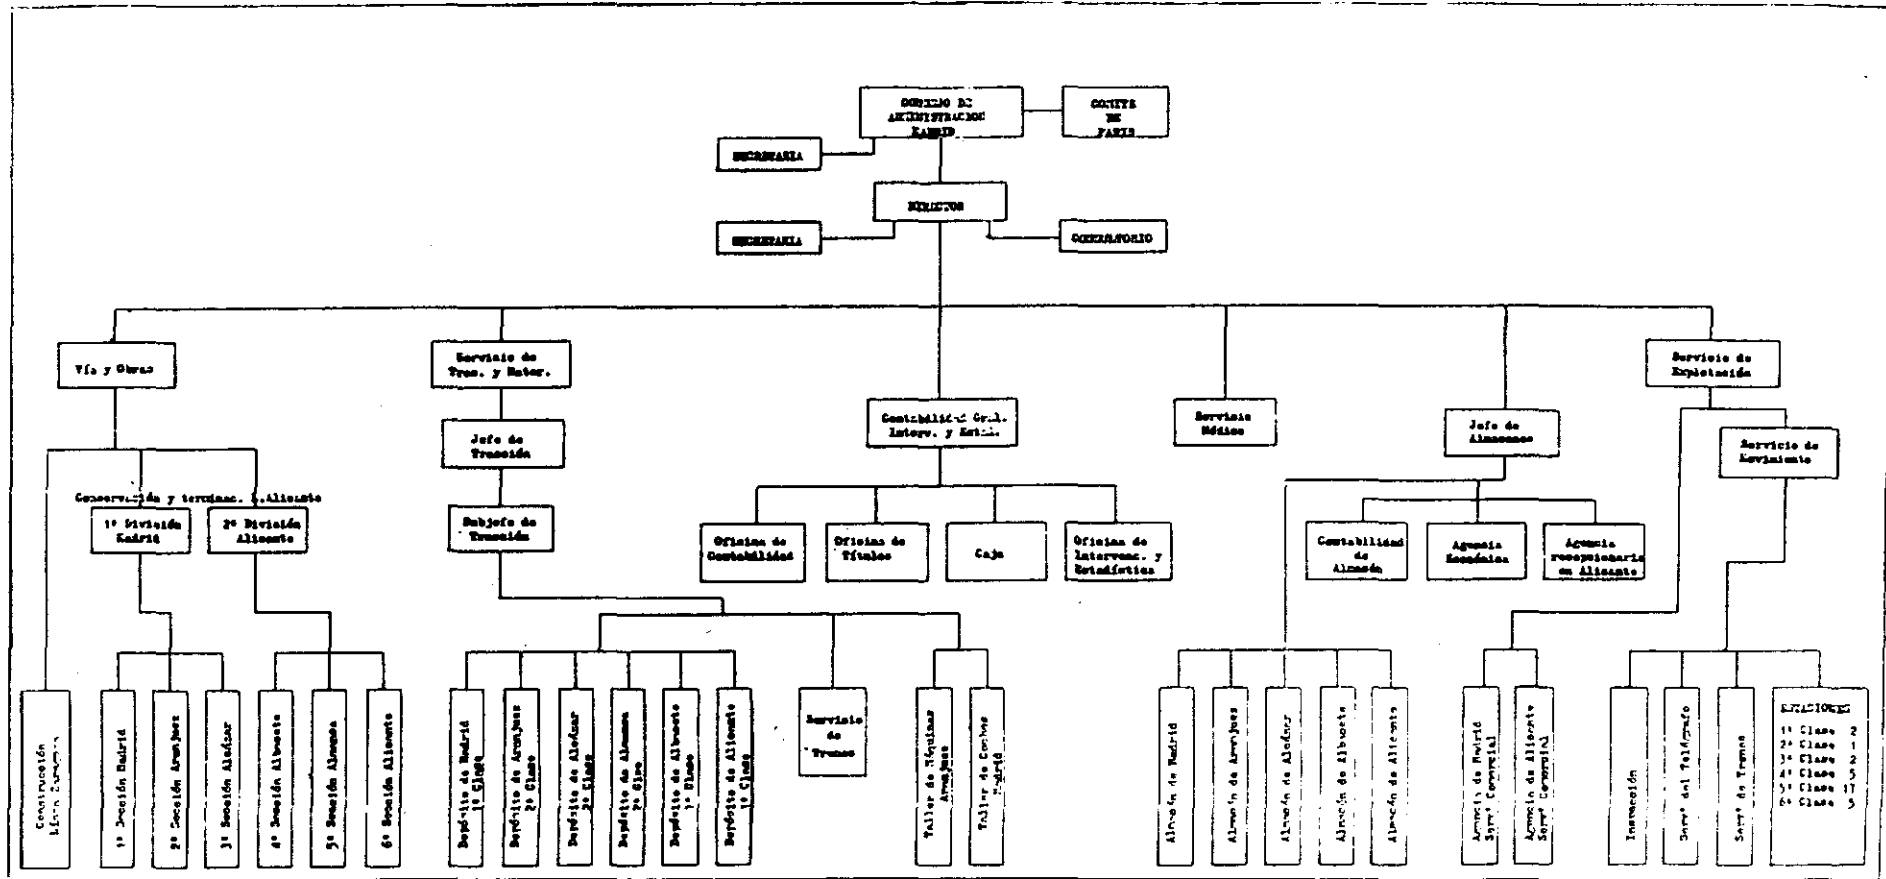 CONSEJO DE
ADMINISTRACION
MADRID
COMITE
DE
PARIS
SECRETARIA
DIRECTOR
SECRETARIA
Vía y Obras
Servicio de
Trac. y Mater.
Servicio de
Explotación
Contabilidad Gral.
Interv. y
Servicio
Médico
Jefe de
Almacenes
Jefe de
Tracción
Servicio de
Movimiento
Conservación y terminac. Alicante
1ª División
Madrid
2ª División
Alicante
Subjefe de
Tracción
Oficina de
Contabilidad
Oficina de
Títulos
Caja
Oficina de
Intervenc. y
Estadística
Contabilidad
de
Almacén
Agencia
Económica
Agencia
en Alicante
Construcción
1ª Sección Madrid
2ª Sección Aranjuez
3ª Sección Alcázar
4ª Sección Albacete
5ª Sección Almansa
6ª Sección Alicante
Depósito de Madrid
1ª Clase
Depósito de Aranjuez
2ª Clase
Depósito de Alcázar
Clase
Depósito de Almansa
Depósito de Albacete
Clase
Depósito de Alicante
1ª Clase
Servicio
de
Trenes
Taller de Máquinas
Aranjuez
Taller de Coches
Madrid
Almacén de Madrid
Almacén de Aranjuez
Almacén de Alcázar
Almacén de Albacete
Almacén de Alicante
Agencia de Madrid
Servº Comercial
Agencia de Alicante
Servº Comercial
Inspección
Servº del Telégrafo
Servº de Trenes
ESTACIONES
1ª Clase 2
2ª Clase 1
3ª Clase 2
4ª Clase 5
5ª Clase 17
6ª Clase 5